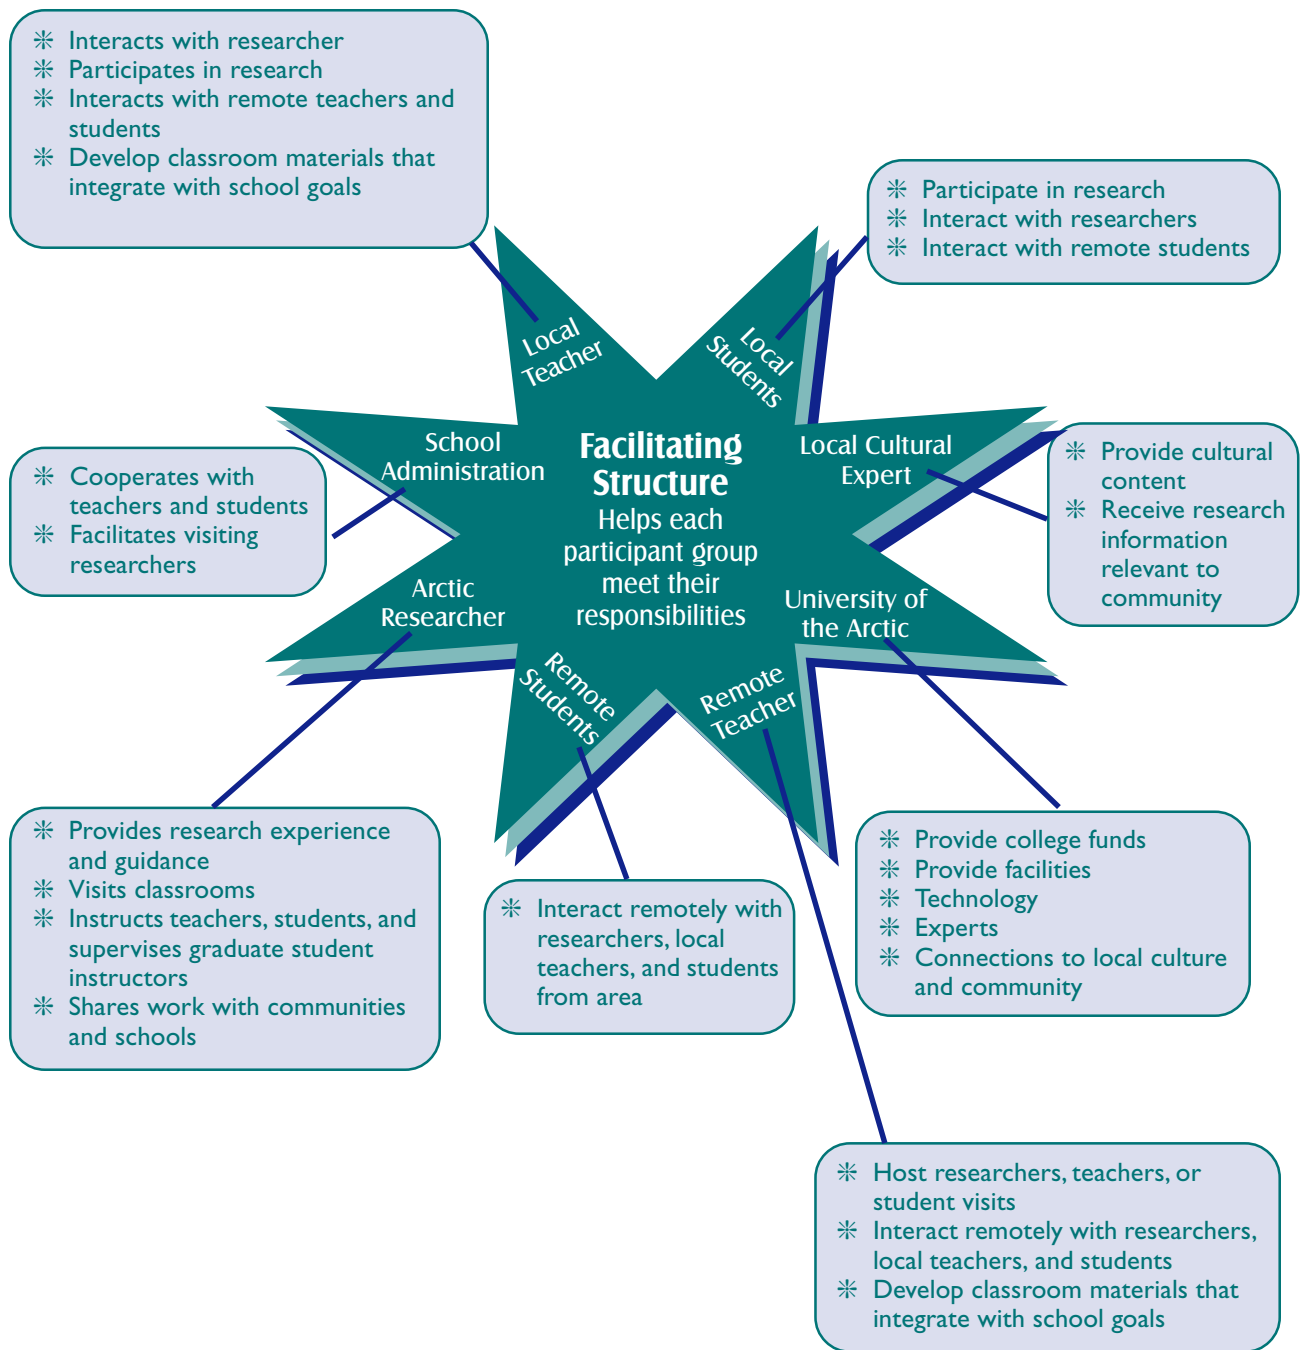 ❊ Interacts with researcher
❊ Participates in research
❊ Interacts with remote teachers and
students
❊ Develop classroom materials that
integrate with school goals
❊ Participate in research
❊ Interact with researchers
❊ Interact with remote students
Local
Teacher
Local
Students
School
Administration
Facilitating
Structure
Helps each
participant group
meet their
responsibilities
Local Cultural
Expert
❊ Cooperates with
teachers and students
❊ Facilitates visiting
researchers
❊ Provide cultural
content
❊ Receive research
information
relevant to
community
Arctic
Researcher
University of
the Arctic
Remote
Students
Remote
Teacher
❊ Provides research experience
and guidance
❊ Visits classrooms
❊ Instructs teachers, students, and
supervises graduate student
instructors
❊ Shares work with communities
and schools
❊ Interact remotely with
researchers, local
teachers, and students
from area
❊ Provide college funds
❊ Provide facilities
❊ Technology
❊ Experts
❊ Connections to local culture
and community
❊ Host researchers, teachers, or
student visits
❊ Interact remotely with researchers,
local teachers, and students
❊ Develop classroom materials that
integrate with school goals